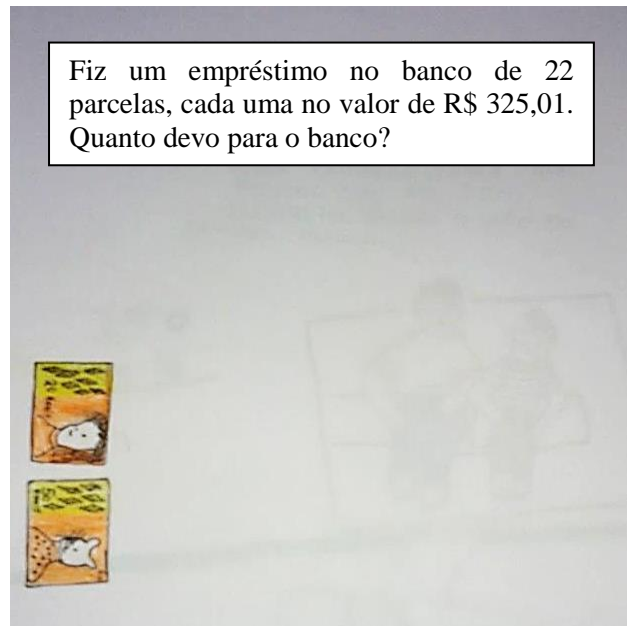 Fiz um empréstimo no banco de 22
parcelas, cada uma no valor de R$ 325,01.
Quanto devo para o banco?